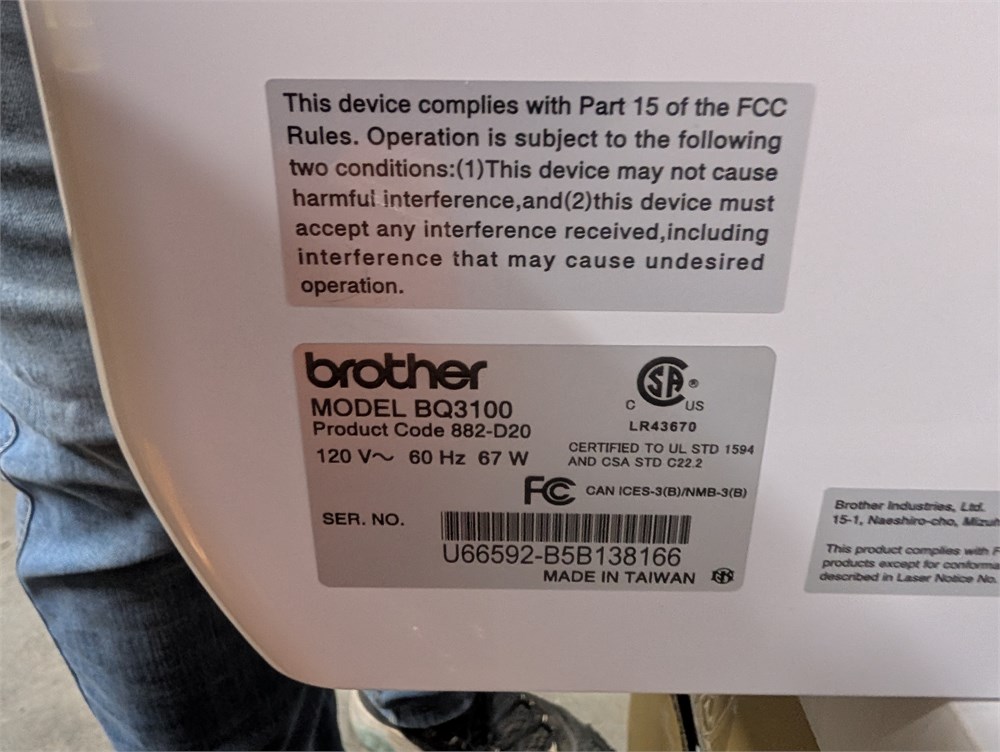 This device complies with Part 15 of the FCC
Rules. Operation is subject to the following
two conditions:(1)This device may not cause
harmful interference,and(2)this device must
accept any interference received,including
interference that may cause undesired
operation.
brother
MODEL BQ3100
Product Code 882-D20
120 V~ 60 Hz 67 W
SER. NO.
CSA®
C US
LR43670
CERTIFIED TO UL STD 1594
AND CSA STD C22.2
FC CAN ICES-3(B)/NMB-3(B)
U66592-B5B138166
MADE IN TAIWAN
Brother Industries, Ltd.
15-1, Naeshiro-cho,
This product complies with
products except for
described in Laser Notice No.